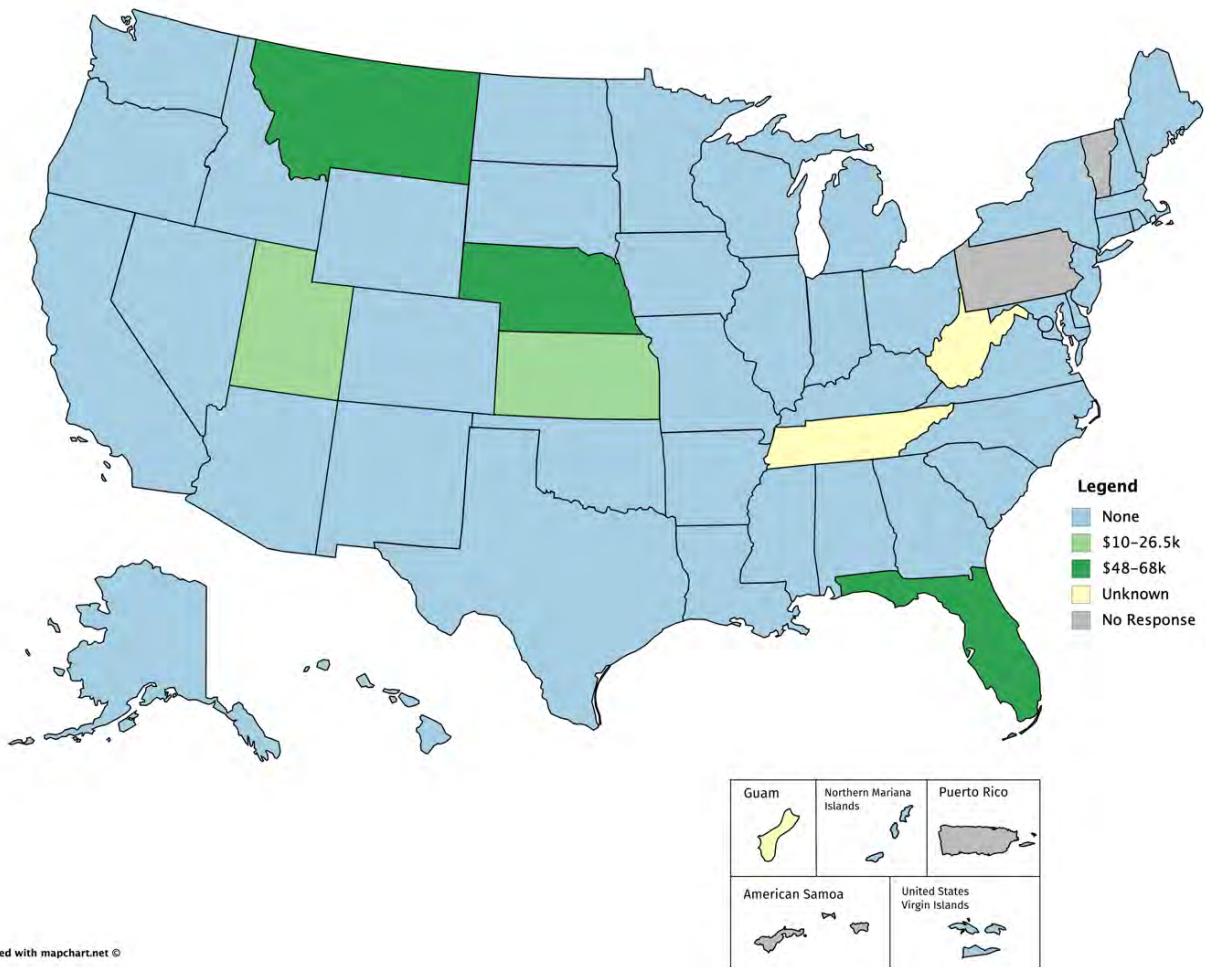 Legend
None
$10-26.5k
$48-68k
Unknown
No Response
Guam
Northern Mariana
Islands
Puerto Rico
American Samoa
United States
Virgin Islands
ed with mapchart.net ©